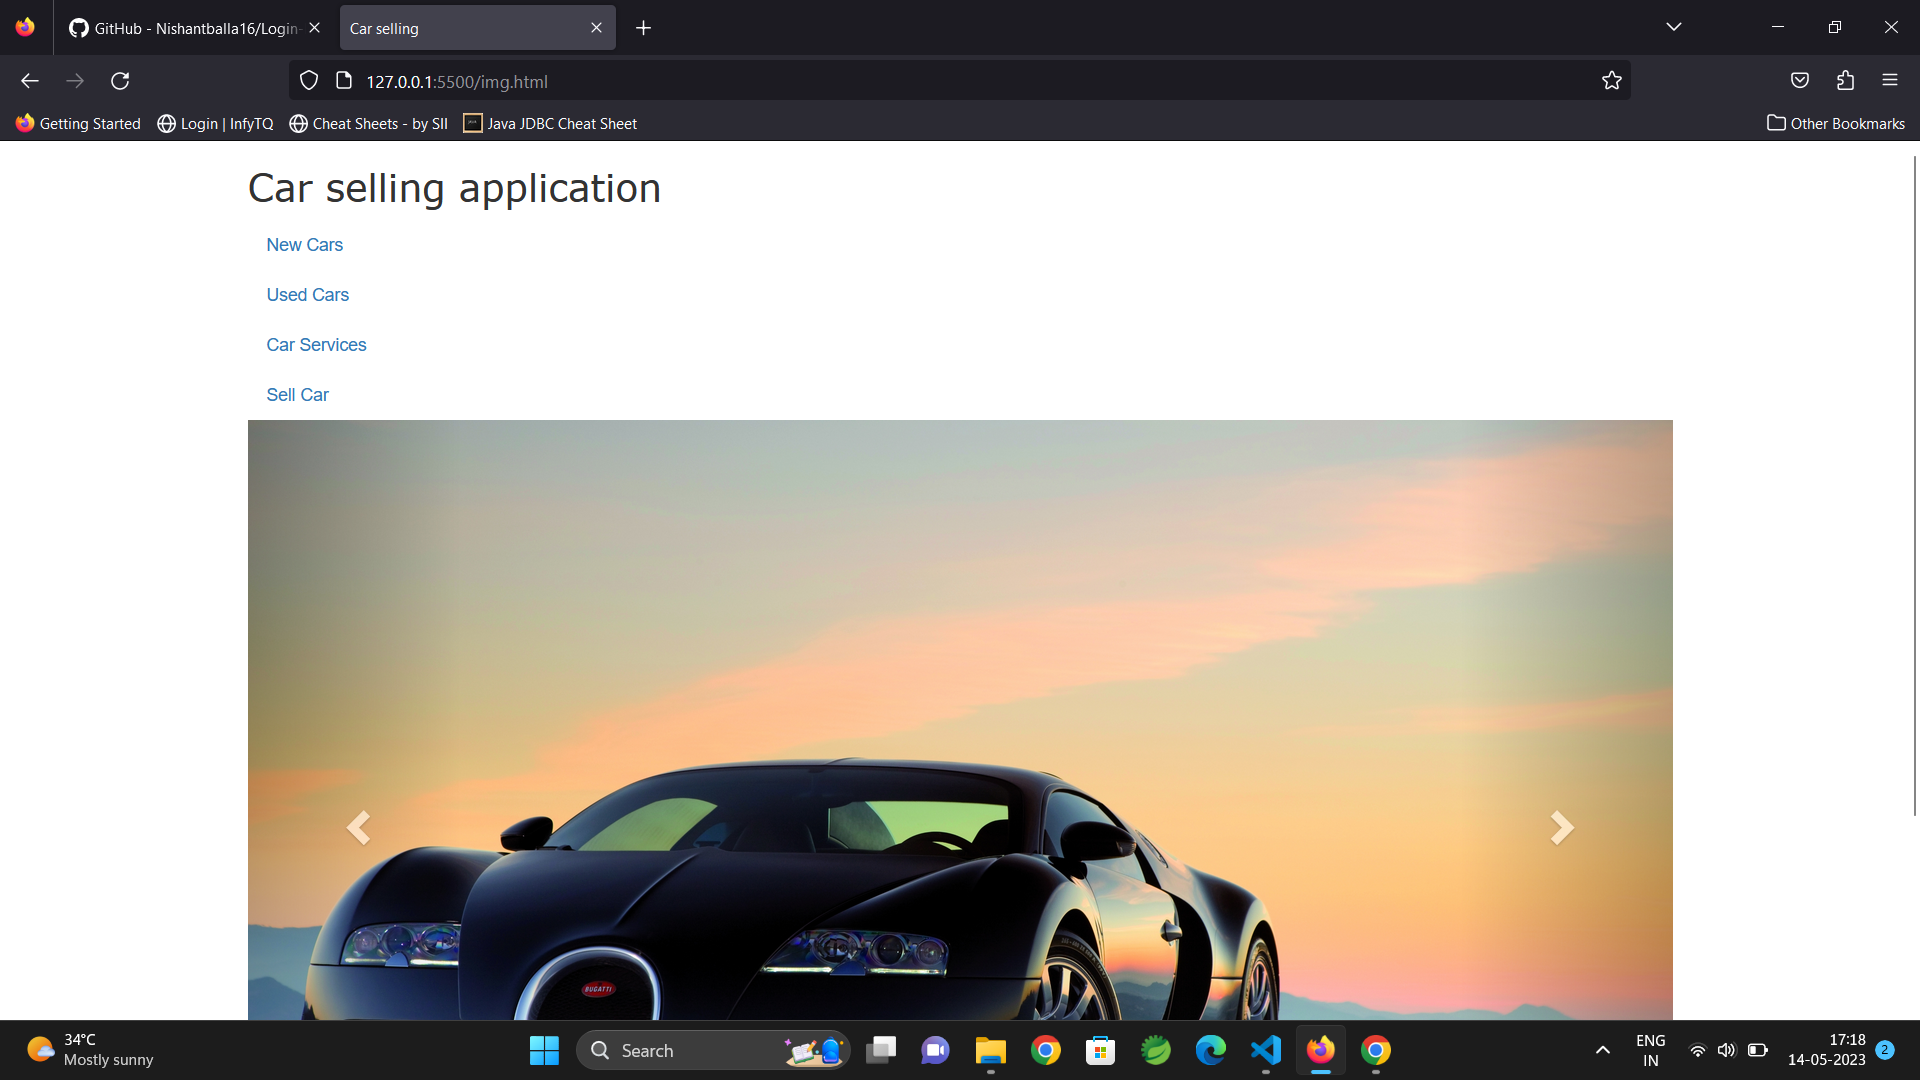 GitHub - Nishantballa16/Login-
Car selling
127.0.0.1:5500/img.html
Getting Started
Login | InfyTQ
Cheat Sheets - by SII
Java JDBC Cheat Sheet
Other Bookmarks
Car selling application
New Cars
Used Cars
Car Services
Sell Car
BUGATTI
34°C
Mostly sunny
Search
ENG
IN
17:18
14-05-2023
2